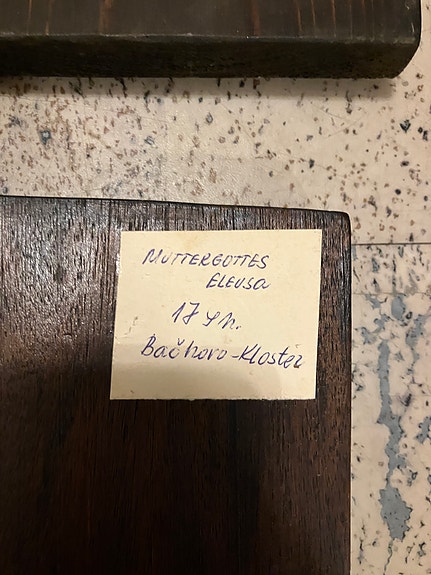 MUTTERGOTTES
ELEUSA
17 Jh.
Bačkovo-Kloster